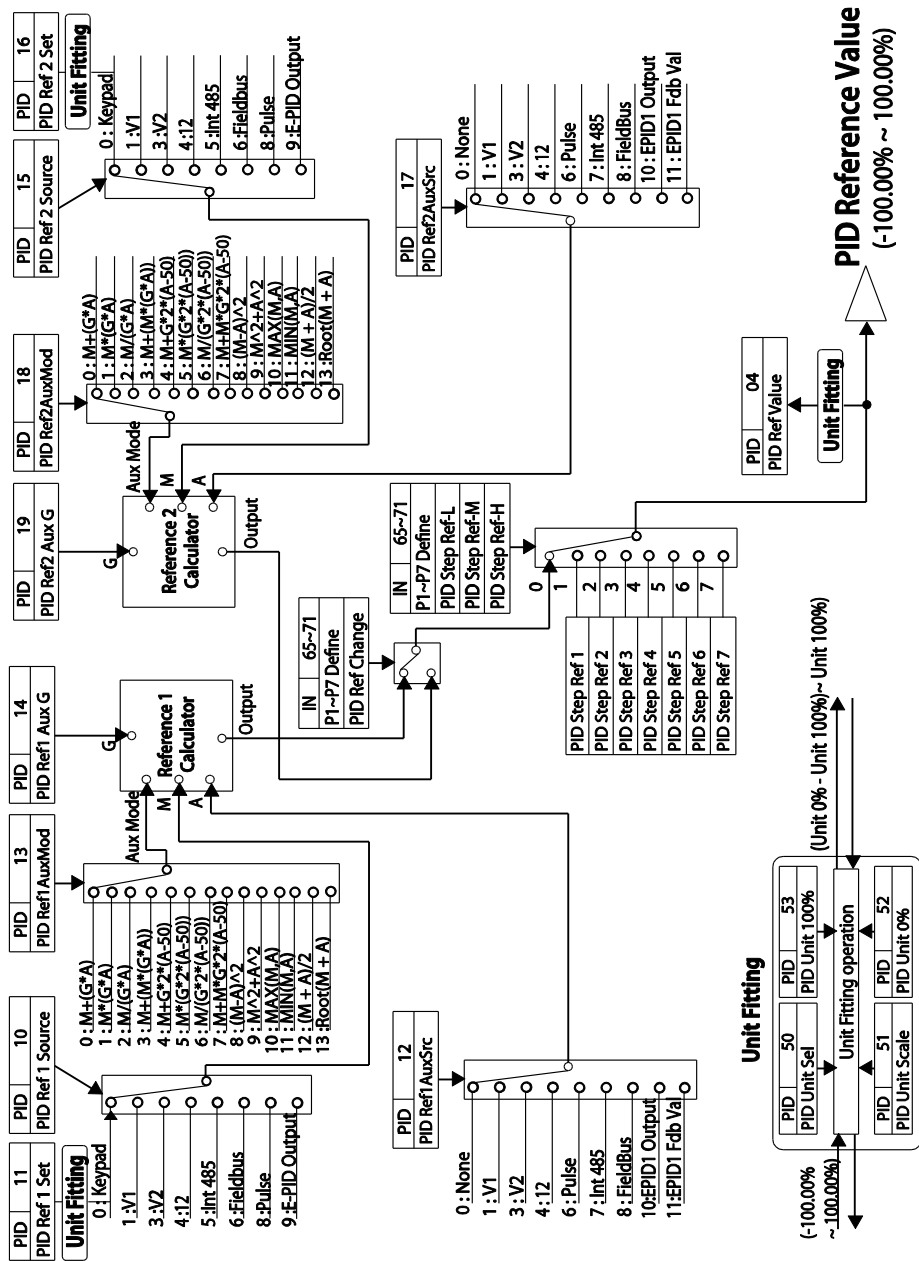 PID 11
PID Ref 1 Set
Unit Fitting
PID 10
PID Ref 1 Source
0 : Keypad
1 :V1
3 :V2
4 :I2
5 :Int 485
6 :Fieldbus
8 :Pulse
9 :E-PID Output
PID 13
PID Ref1AuxMod
0 : M+(G*A)
1 : M*(G*A)
2 : M/(G*A)
3 : M+(M*(G*A))
4 : M+G*2*(A-50)
5 : M*(G*2*(A-50))
6 : M/(G*2*(A-50))
7 : M+M*G*2*(A-50)
8 : (M-A)^2
9 : M^2+A^2
10 : MAX(M,A)
11 : MIN(M,A)
12 : (M + A)/2
13 :Root(M + A)
PID 14
PID Ref1 Aux G
G
Aux Mode
M
A
Reference 1
Calculator
Output
PID 12
PID Ref1 AuxSrc
0 : None
1 : V1
3 : V2
4 : I2
6 : Pulse
7 : Int 485
8 : FieldBus
10:EPID1 Output
11:EPID1 Fdb Val
PID 19
PID Ref2 Aux G
G
Aux Mode
M
A
Reference 2
Calculator
Output
PID 18
PID Ref2AuxMod
0 : M+(G*A)
1 : M*(G*A)
2 : M/(G*A)
3 : M+(M*(G*A))
4 : M+G*2*(A-50)
5 : M*(G*2*(A-50))
6 : M/(G*2*(A-50))
7 : M+M*G*2*(A-50)
8 : (M-A)^2
9 : M^2+A^2
10 : MAX(M,A)
11 : MIN(M,A)
12 : (M + A)/2
13 :Root(M + A)
PID 15
PID Ref 2 Source
PID 16
PID Ref 2 Set
Unit Fitting
0 : Keypad
1 :V1
3 :V2
4 :I2
5 :Int 485
6 :Fieldbus
8 :Pulse
9 :E-PID Output
PID 17
PID Ref2AuxSrc
0 : None
1 : V1
3 : V2
4 : I2
6 : Pulse
7 : Int 485
8 : FieldBus
10 : EPID1 Output
11 : EPID1 Fdb Val
IN 65~71
P1~P7 Define
PID Ref Change
IN 65~71
P1~P7 Define
PID Step Ref-L
PID Step Ref-M
PID Step Ref-H
0
1
2
3
4
5
6
7
PID Step Ref 1
PID Step Ref 2
PID Step Ref 3
PID Step Ref 4
PID Step Ref 5
PID Step Ref 6
PID Step Ref 7
PID 04
PID Ref Value
Unit Fitting
PID Reference Value
(-100.00% ~ 100.00%)
Unit Fitting
PID 50
PID Unit Sel
PID 53
PID Unit 100%
(-100.00%
~ 100.00%)
Unit Fitting operation
(Unit 0% - Unit 100%)~ Unit 100%)
PID 51
PID Unit Scale
PID 52
PID Unit 0%